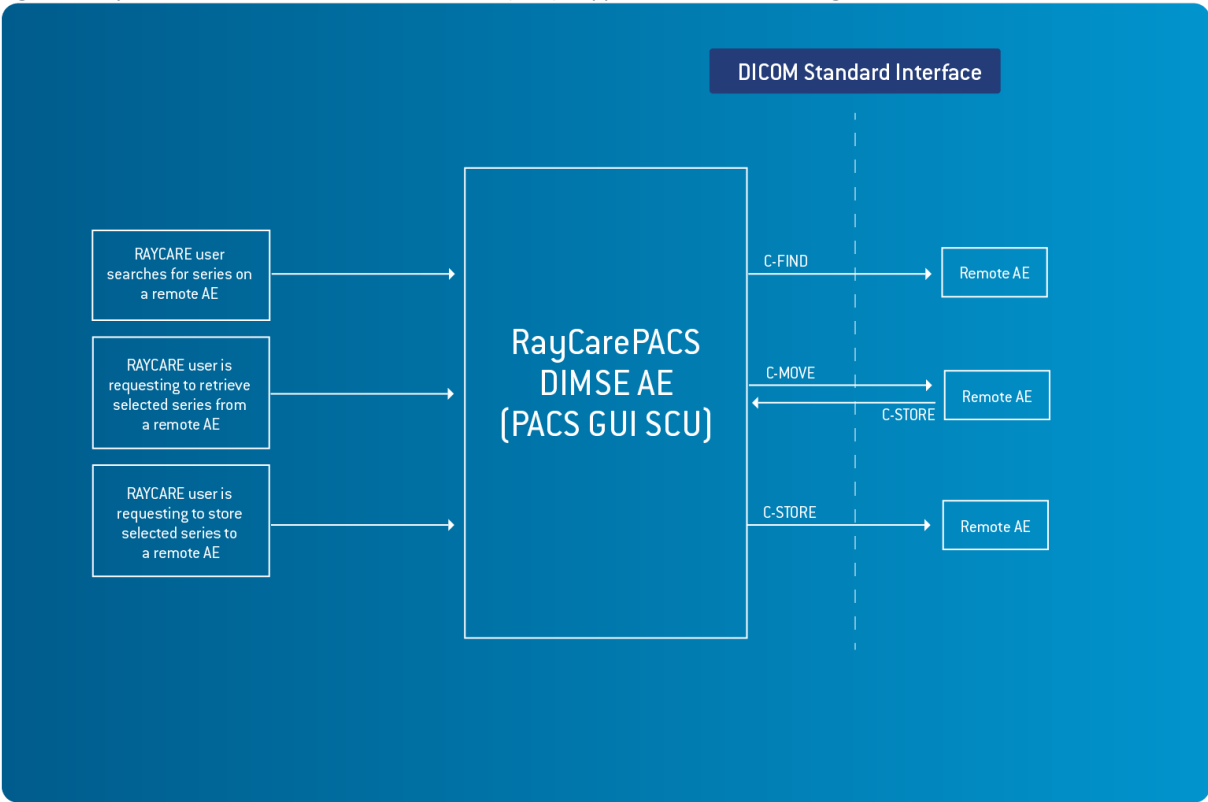 DICOM Standard Interface
RAYCARE user
searches for series on
a remote AE
C-FIND
Remote AE
RAYCARE user is
requesting to retrieve
selected series from
a remote AE
RayCarePACS
DIMSE AE
(PACS GUI SCU)
C-MOVE
C-STORE
Remote AE
RAYCARE user is
requesting to store
selected series to
a remote AE
C-STORE
Remote AE